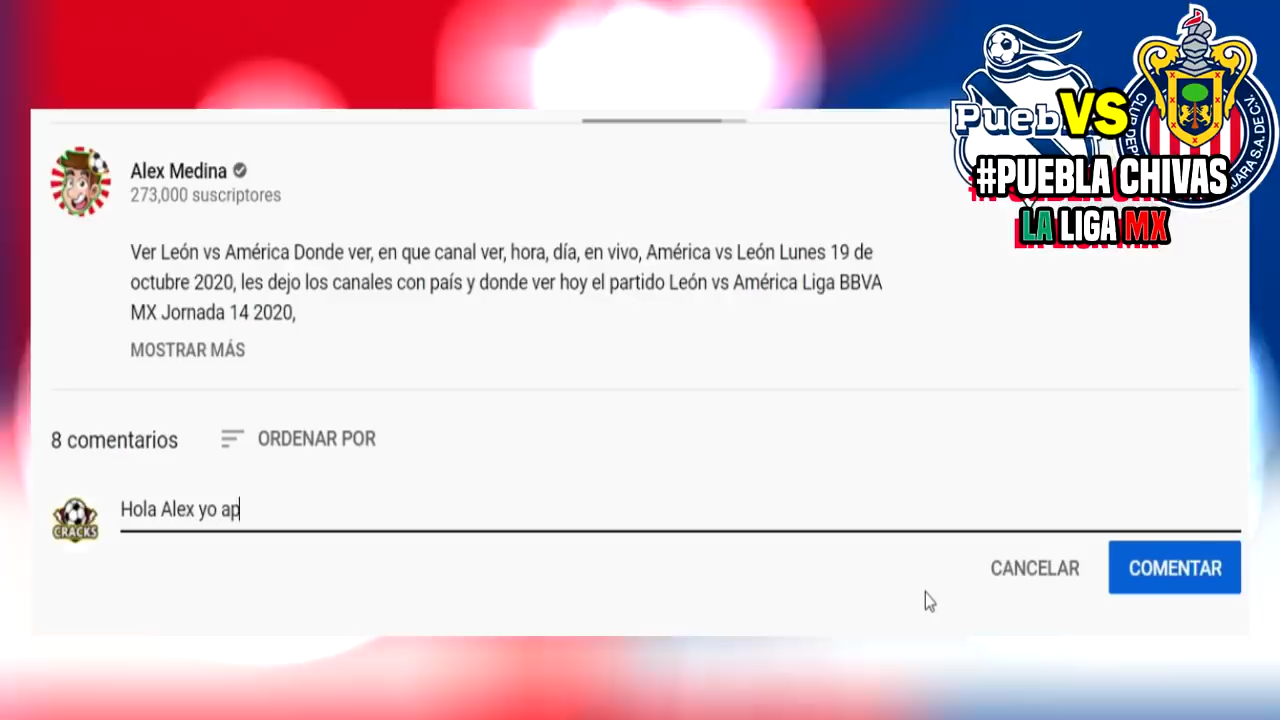 Puebl
VS
#PUEBLA CHIVAS
LA LIGA MX
Alex Medina
273,000 suscriptores
Ver León vs América Donde ver, en que canal ver, hora, día, en vivo, América vs León Lunes 19 de
octubre 2020, les dejo los canales con país y donde ver hoy el partido León vs América Liga BBVA
MX Jornada 14 2020,
MOSTRAR MÁS
8 comentarios
ORDENAR POR
CRACKS
Hola Alex yo ap
CANCELAR
COMENTAR